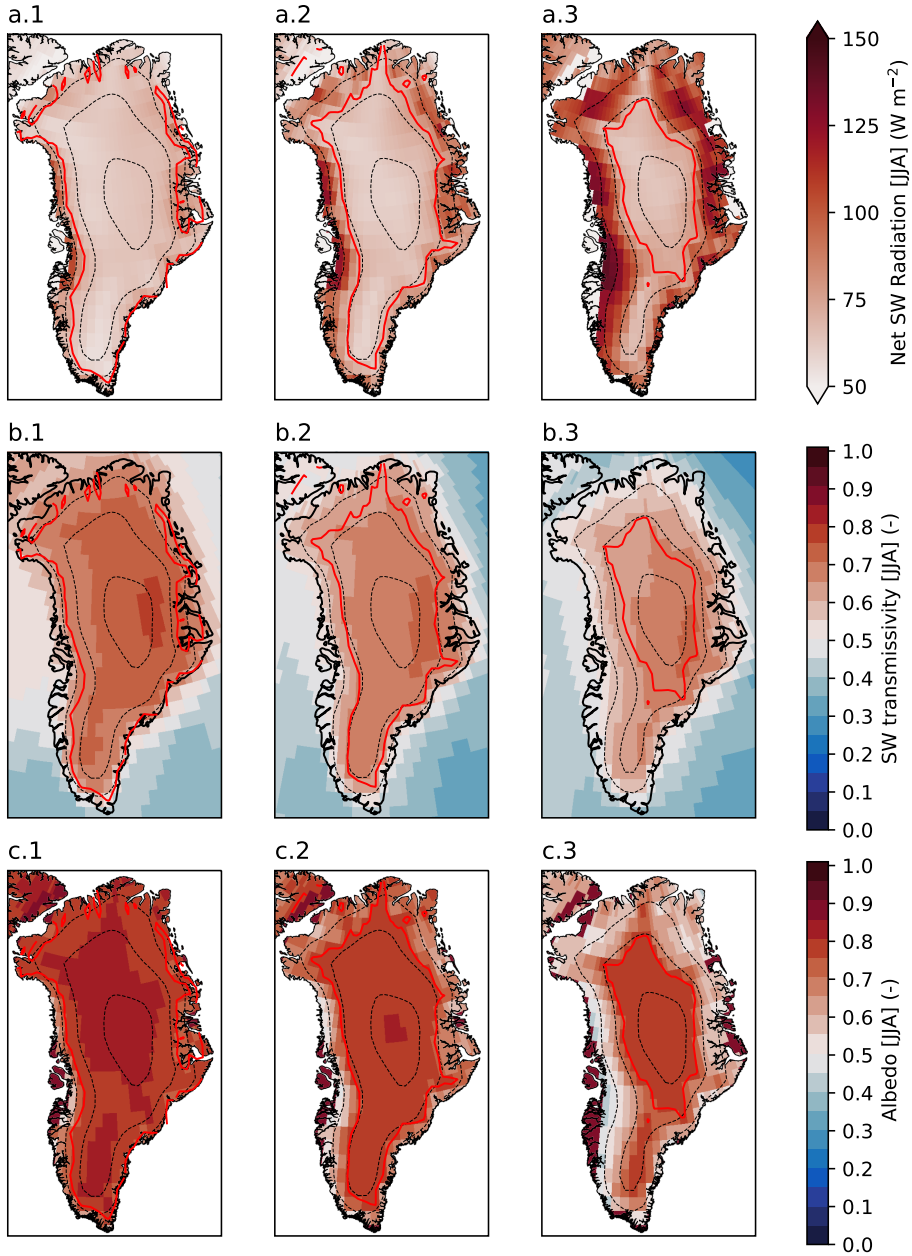 a.1
a.2
a.3
150
125
100
75
50
Net SW Radiation [JJA] (W m⁻²)
b.1
b.2
b.3
1.0
0.9
0.8
0.7
0.6
0.5
0.4
0.3
0.2
0.1
0.0
SW transmissivity [JJA] (-)
c.1
c.2
c.3
1.0
0.9
0.8
0.7
0.6
0.5
0.4
0.3
0.2
0.1
0.0
Albedo [JJA] (-)